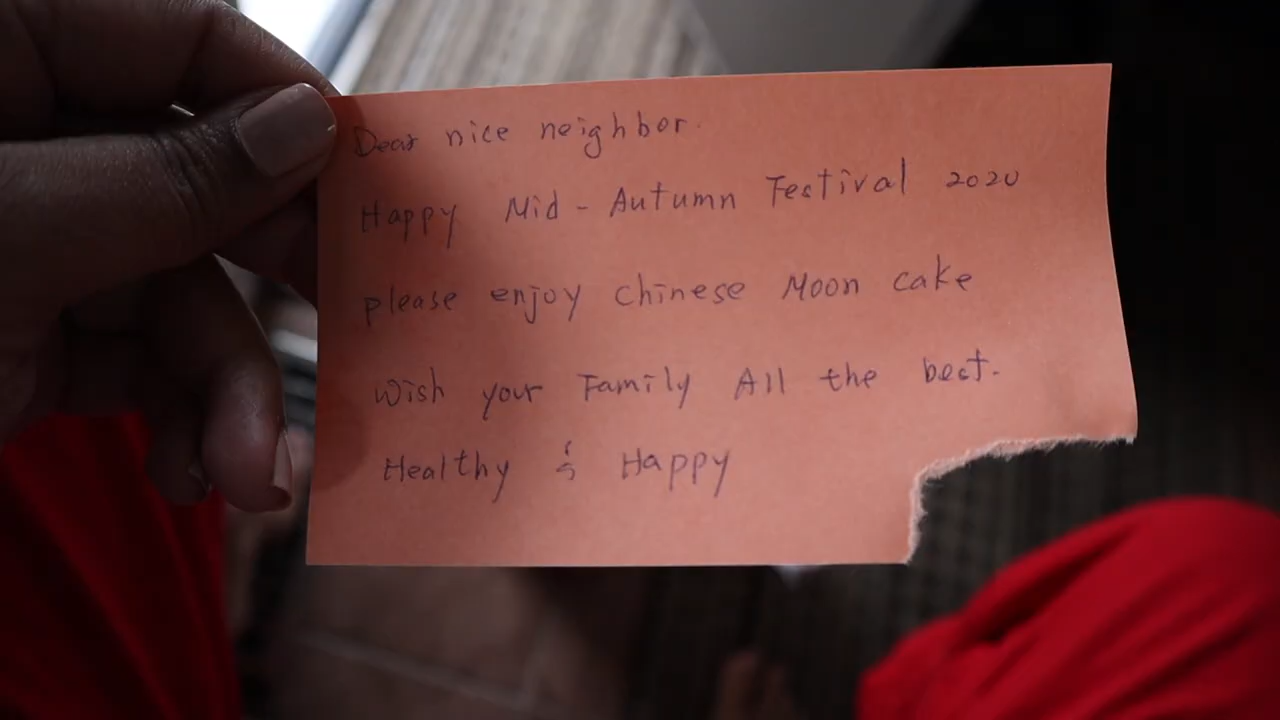 Dear nice neighbor.
Happy Mid-Autumn Festival 2020
please enjoy Chinese Moon cake
Wish your Family All the best.
Healthy & Happy